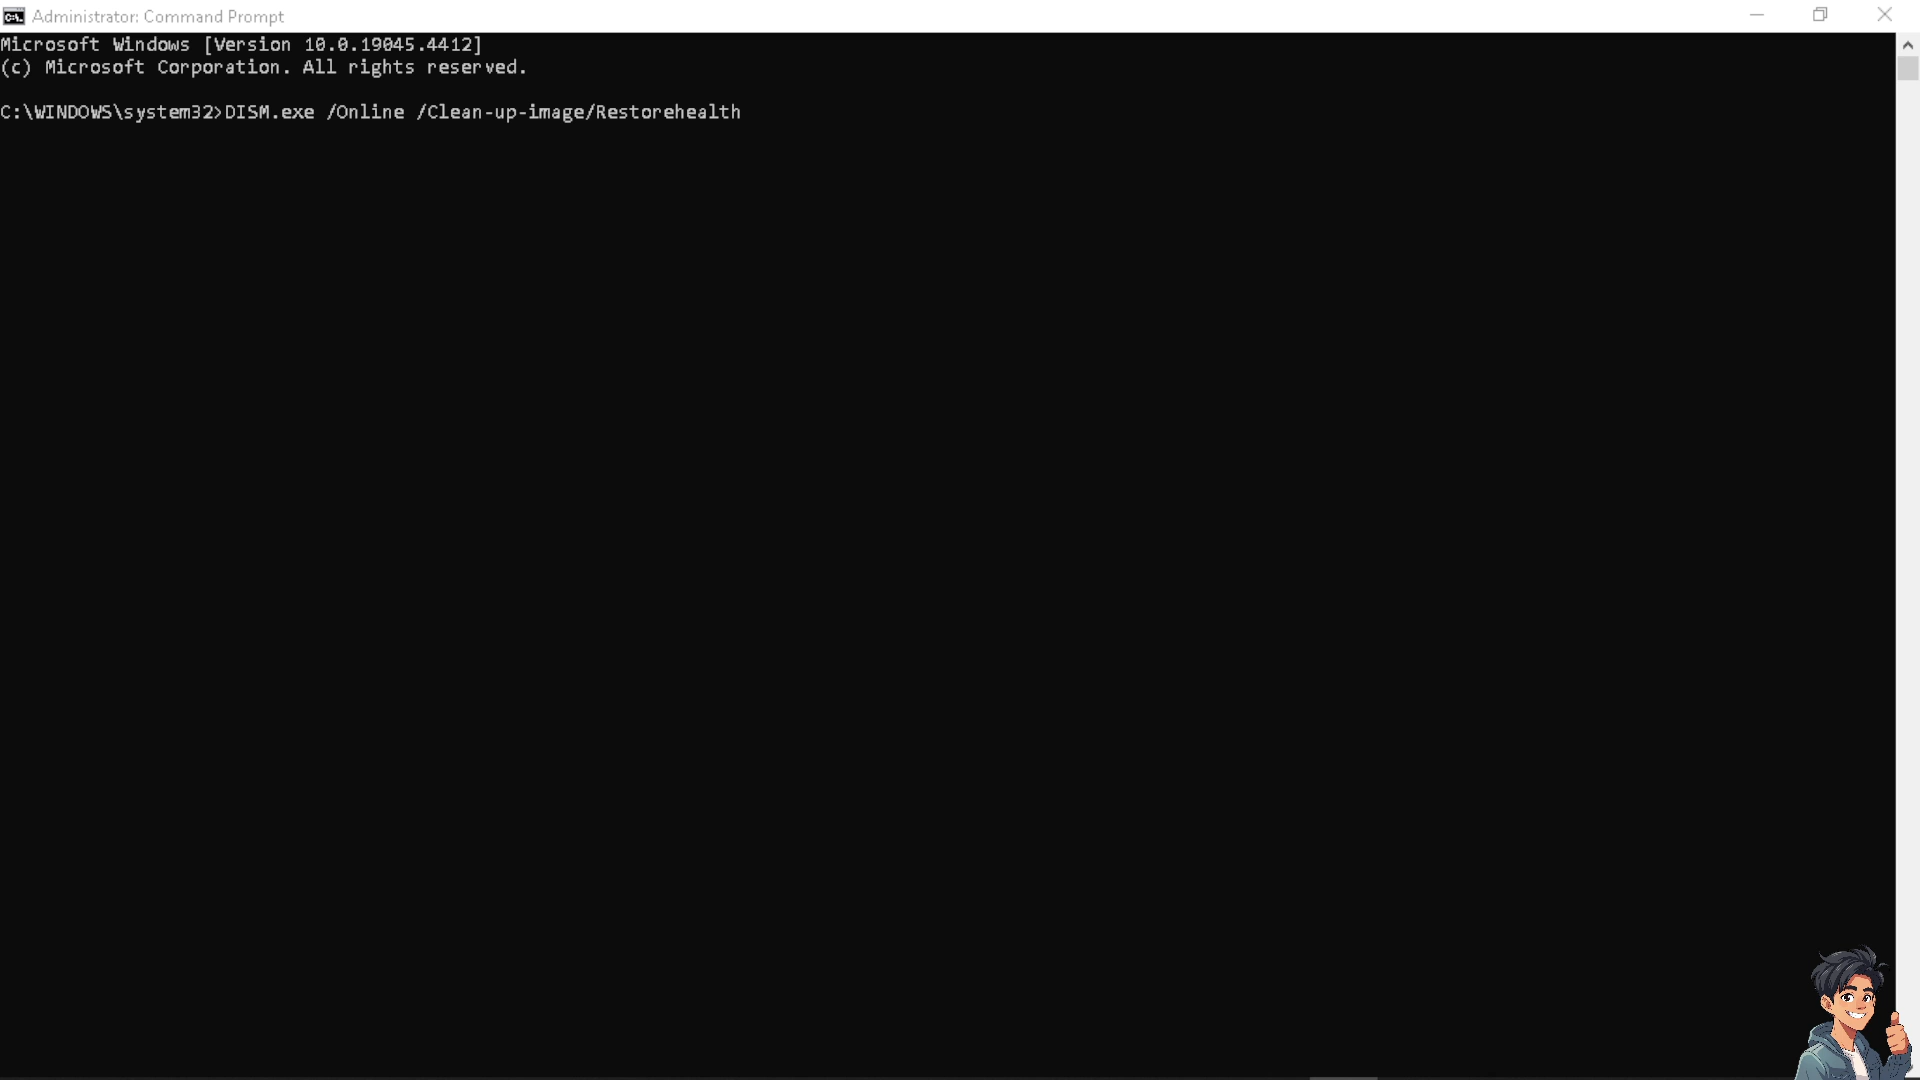 Administrator: Command Prompt
Microsoft Windows [Version 10.0.19045.4412]
(c) Microsoft Corporation. All rights reserved.
C:\WINDOWS\system32>DISM.exe /Online /Clean-up-image/Restorehealth